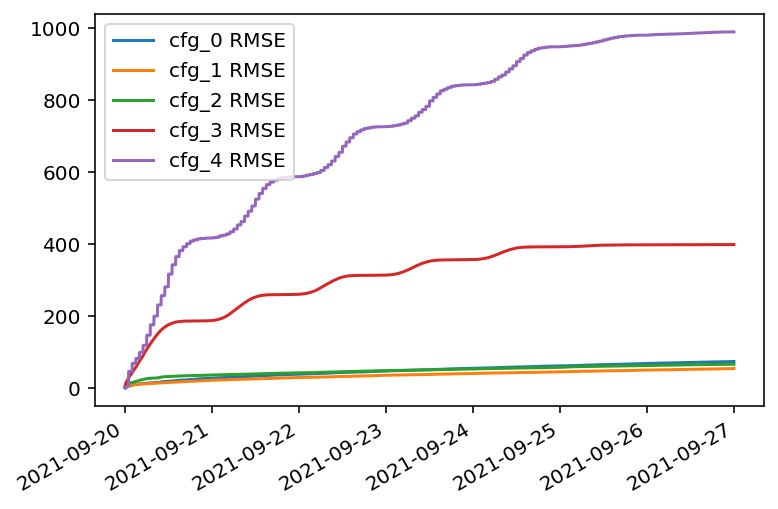 1000
800
600
400
200
0
cfg_0 RMSE
cfg_1 RMSE
cfg_2 RMSE
cfg_3 RMSE
cfg_4 RMSE
2021-09-20
2021-09-21
2021-09-22
2021-09-23
2021-09-24
2021-09-25
2021-09-26
2021-09-27